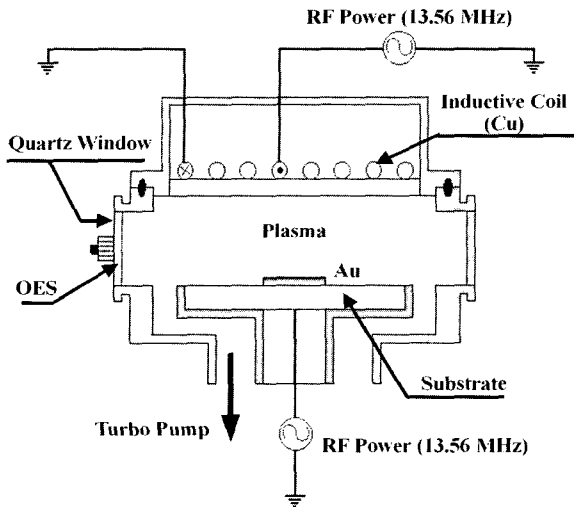 RF Power (13.56 MHz)
Inductive Coil
(Cu)
Quartz Window
Plasma
Au
OES
Substrate
Turbo Pump
RF Power (13.56 MHz)